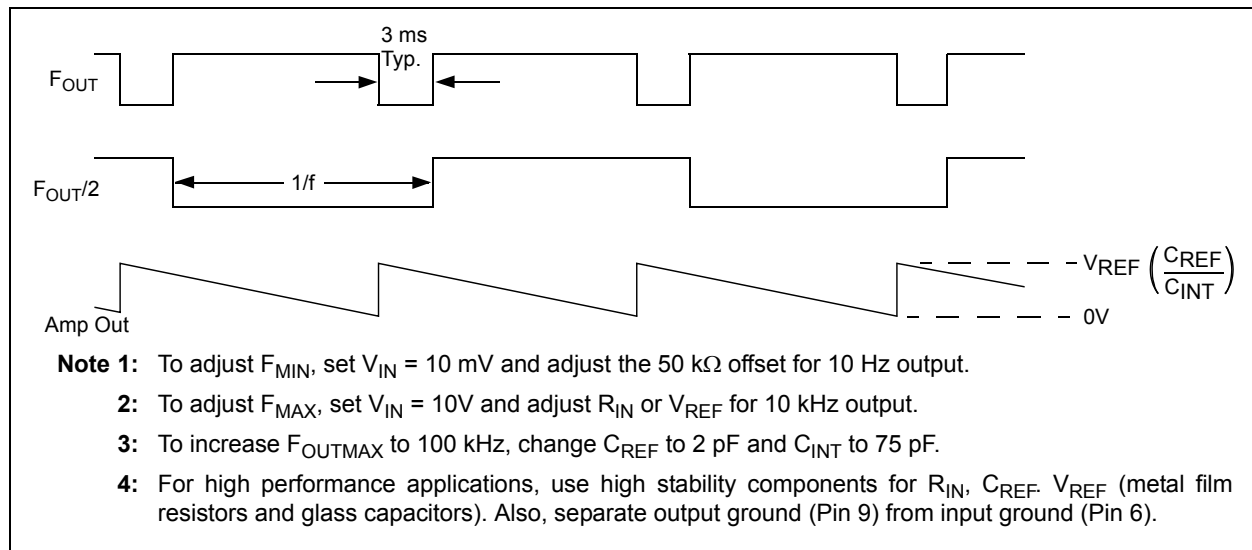 3 ms
Typ.
FOUT
FOUT/2
1/f
VREF (CREF/CINT)
Amp Out
0V
Note 1: To adjust FMIN, set VIN = 10 mV and adjust the 50 kΩ offset for 10 Hz output.
2: To adjust FMAX, set VIN = 10V and adjust RIN or VREF for 10 kHz output.
3: To increase FOUTMAX to 100 kHz, change CREF to 2 pF and CINT to 75 pF.
4: For high performance applications, use high stability components for RIN, CREF. VREF (metal film
resistors and glass capacitors). Also, separate output ground (Pin 9) from input ground (Pin 6).